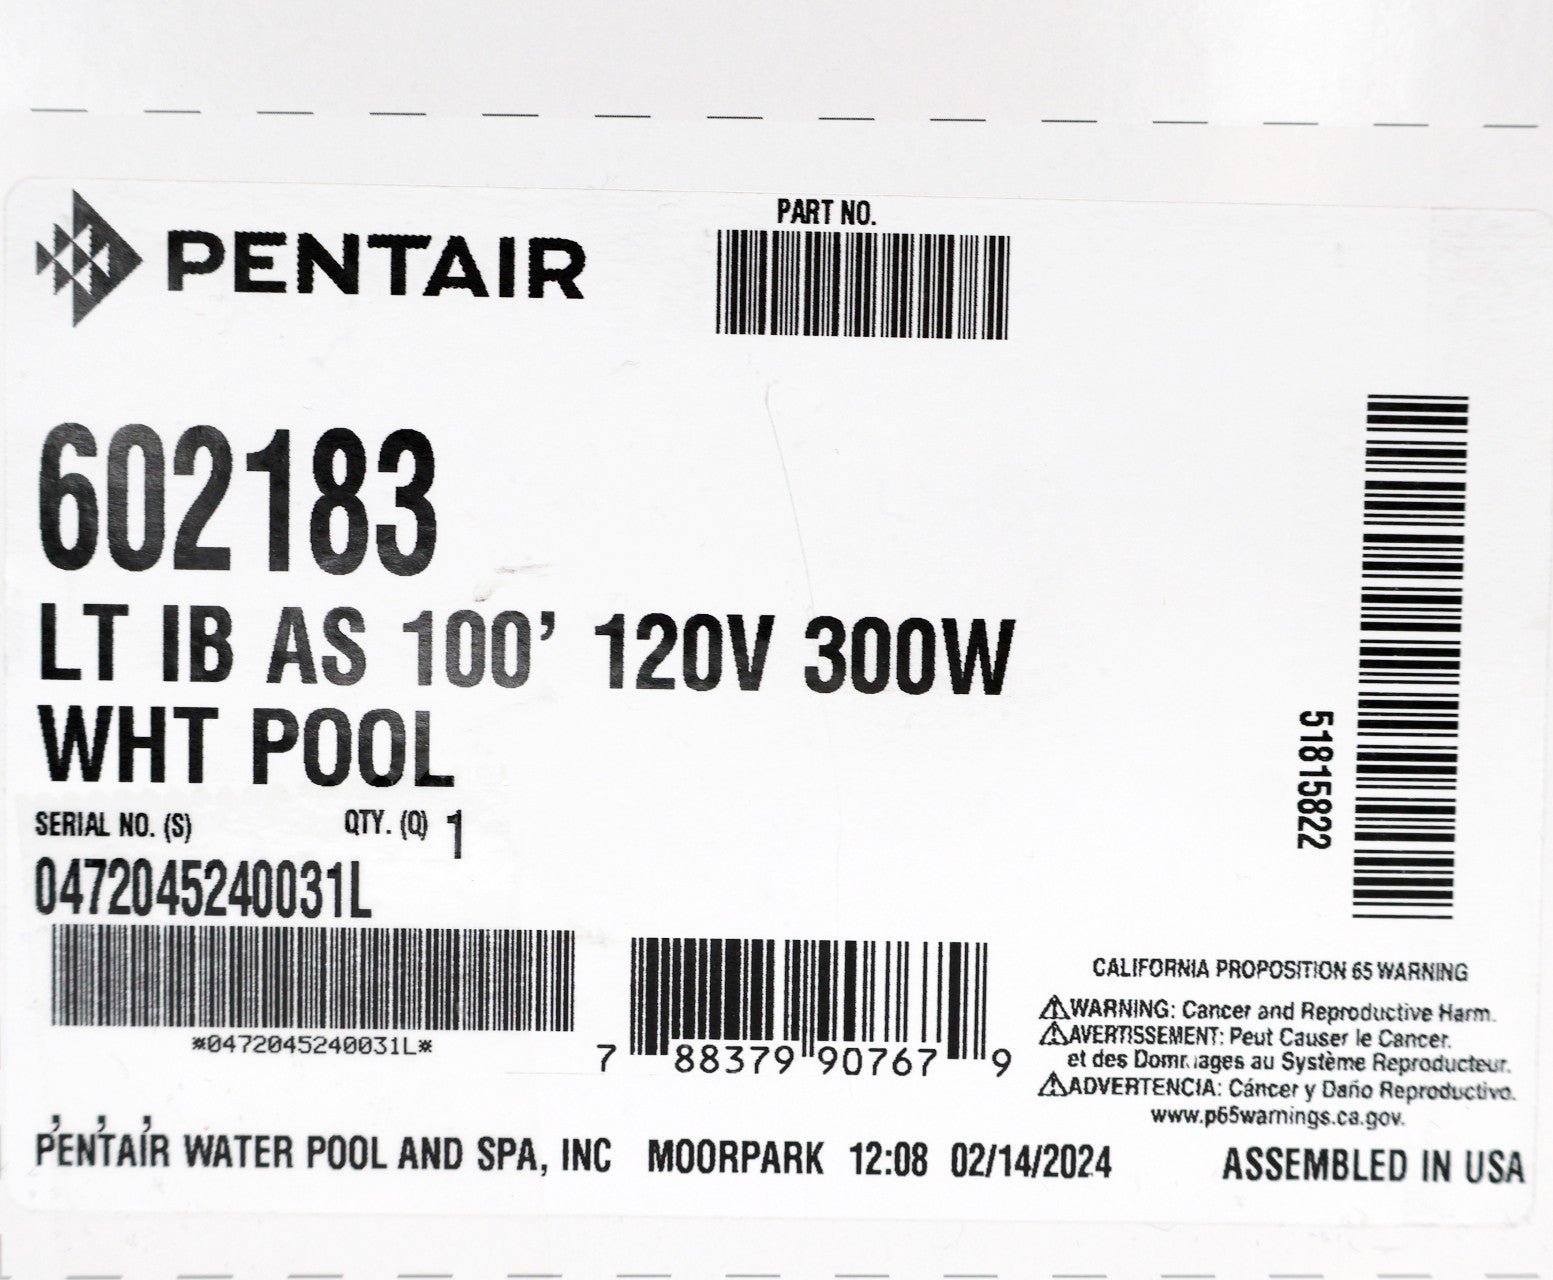 PENTAIR
PART NO.
602183
LT IB AS 100' 120V 300W
WHT POOL
SERIAL NO. (S) QTY. (Q) 1
0472045240031L
*0472045240031L*
7 88379 90767 9
51815822
CALIFORNIA PROPOSITION 65 WARNING
WARNING: Cancer and Reproductive Harm.
AVERTISSEMENT: Peut Causer le Cancer.
et des Dommages au Système Reproducteur.
ADVERTENCIA: Cáncer y Daño Reproductivo.
www.p65warnings.ca.gov.
PENTAIR WATER POOL AND SPA, INC MOORPARK 12:08 02/14/2024
ASSEMBLED IN USA